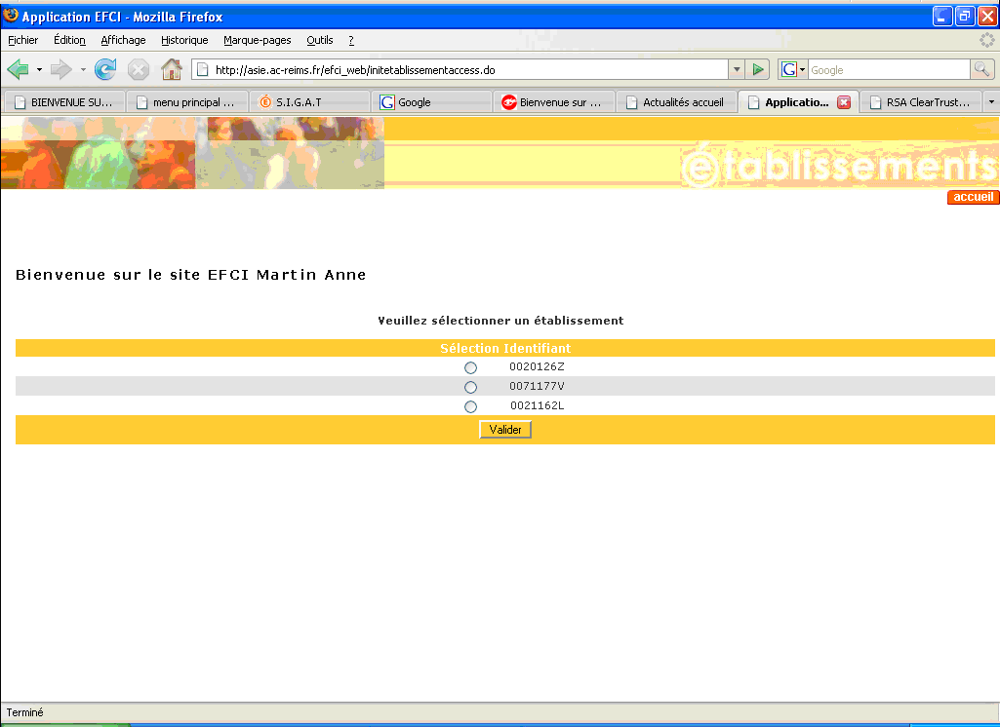 Application EFCI - Mozilla Firefox
Fichier Édition Affichage Historique Marque-pages Outils ?
http://asie.ac-reims.fr/efci_web/initetablissementaccess.do Google
BIENVENUE SU... menu principal ... S.I.G.A.T Google Bienvenue sur ... Actualités accueil Applicatio... RSA ClearTrust...
établissements
accueil
Bienvenue sur le site EFCI Martin Anne
Veuillez sélectionner un établissement
Sélection Identifiant
0020126Z
0071177V
0021162L
Valider
Terminé